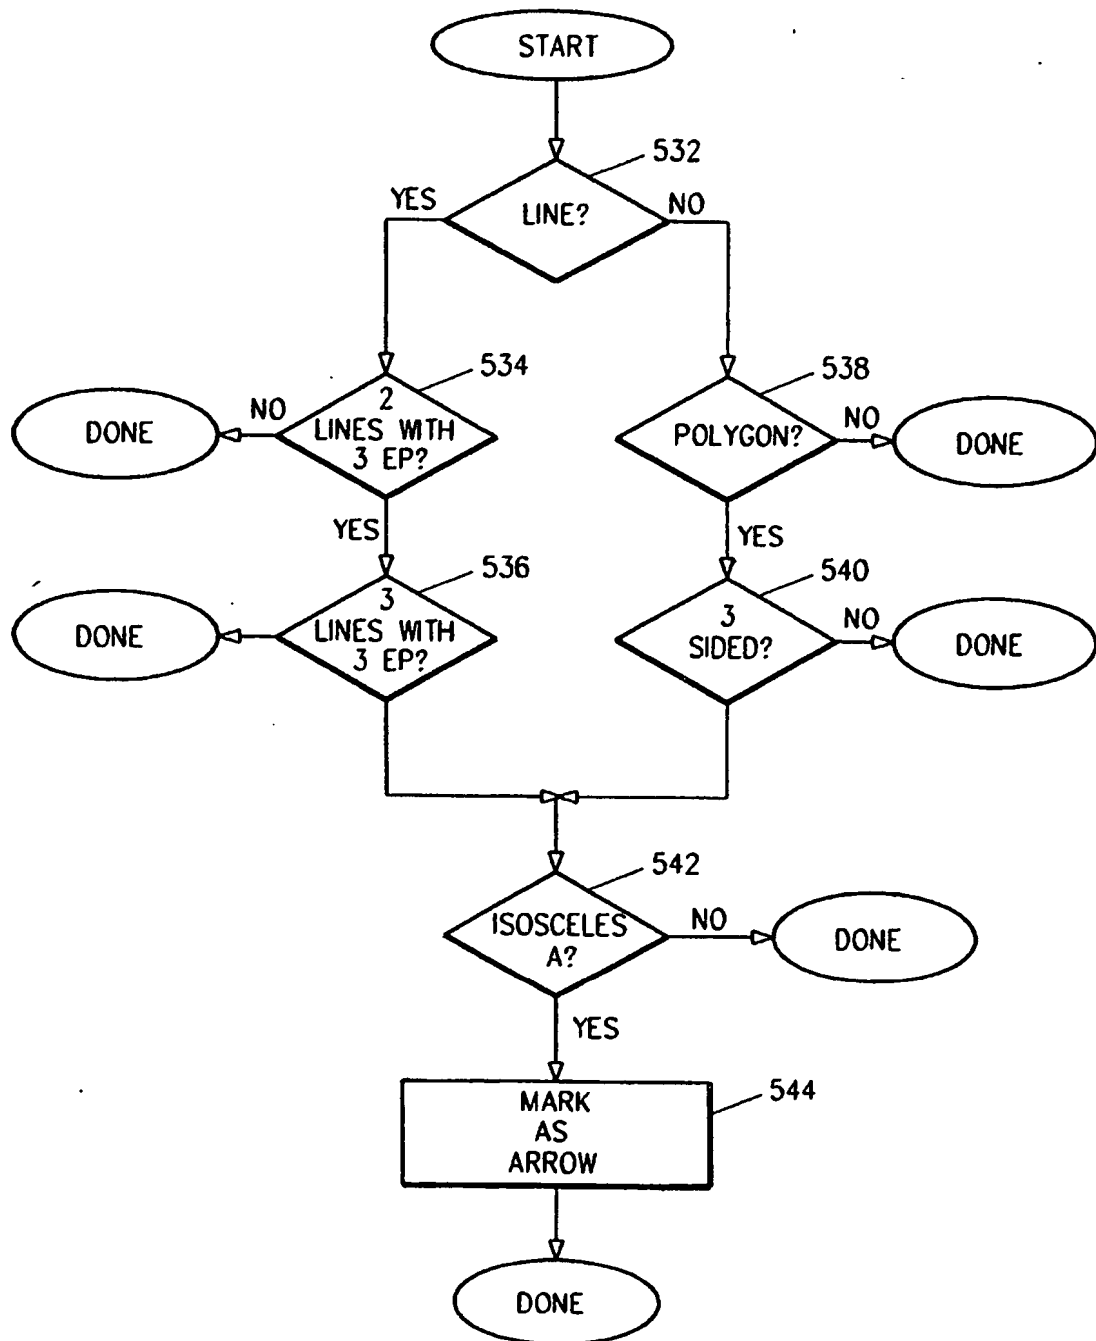 START
532
YES
LINE?
NO
534
2
LINES WITH
3 EP?
NO
DONE
538
POLYGON?
NO
DONE
YES
YES
536
3
LINES WITH
3 EP?
DONE
540
3
SIDED?
NO
DONE
542
ISOSCELES
A?
NO
DONE
YES
MARK
AS
ARROW
544
DONE